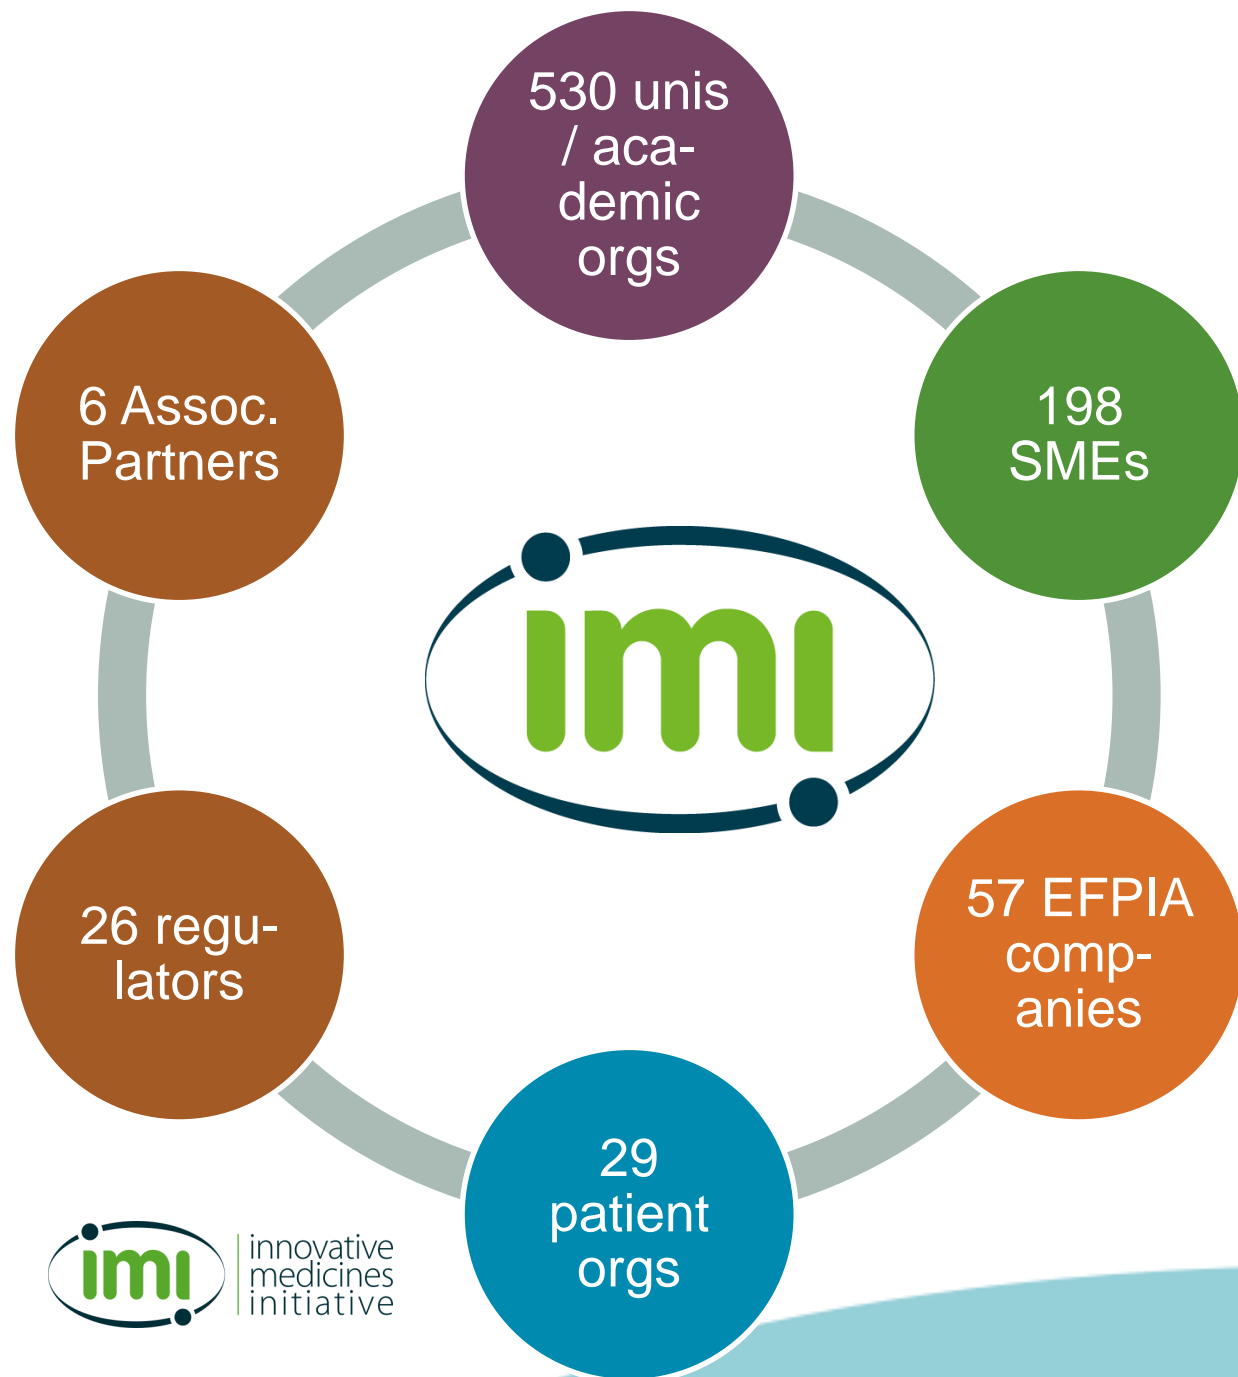 530 unis
/ aca-
demic
orgs
198
SMEs
57 EFPIA
comp-
anies
29
patient
orgs
26 regu-
lators
6 Assoc.
Partners
imi
imi
innovative
medicines
initiative